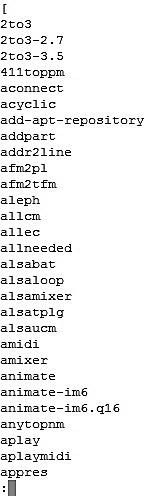 [
2to3
2to3-2.7
2to3-3.5
411toppm
aconnect
acyclic
add-apt-repository
addpart
addr2line
afm2pl
afm2tfm
aleph
allcm
allec
allneeded
alsabat
alsaloop
alsamixer
alsatplg
alsaucm
amidi
amixer
animate
animate-im6
animate-im6.q16
anytopnm
aplay
aplaymidi
appres
: